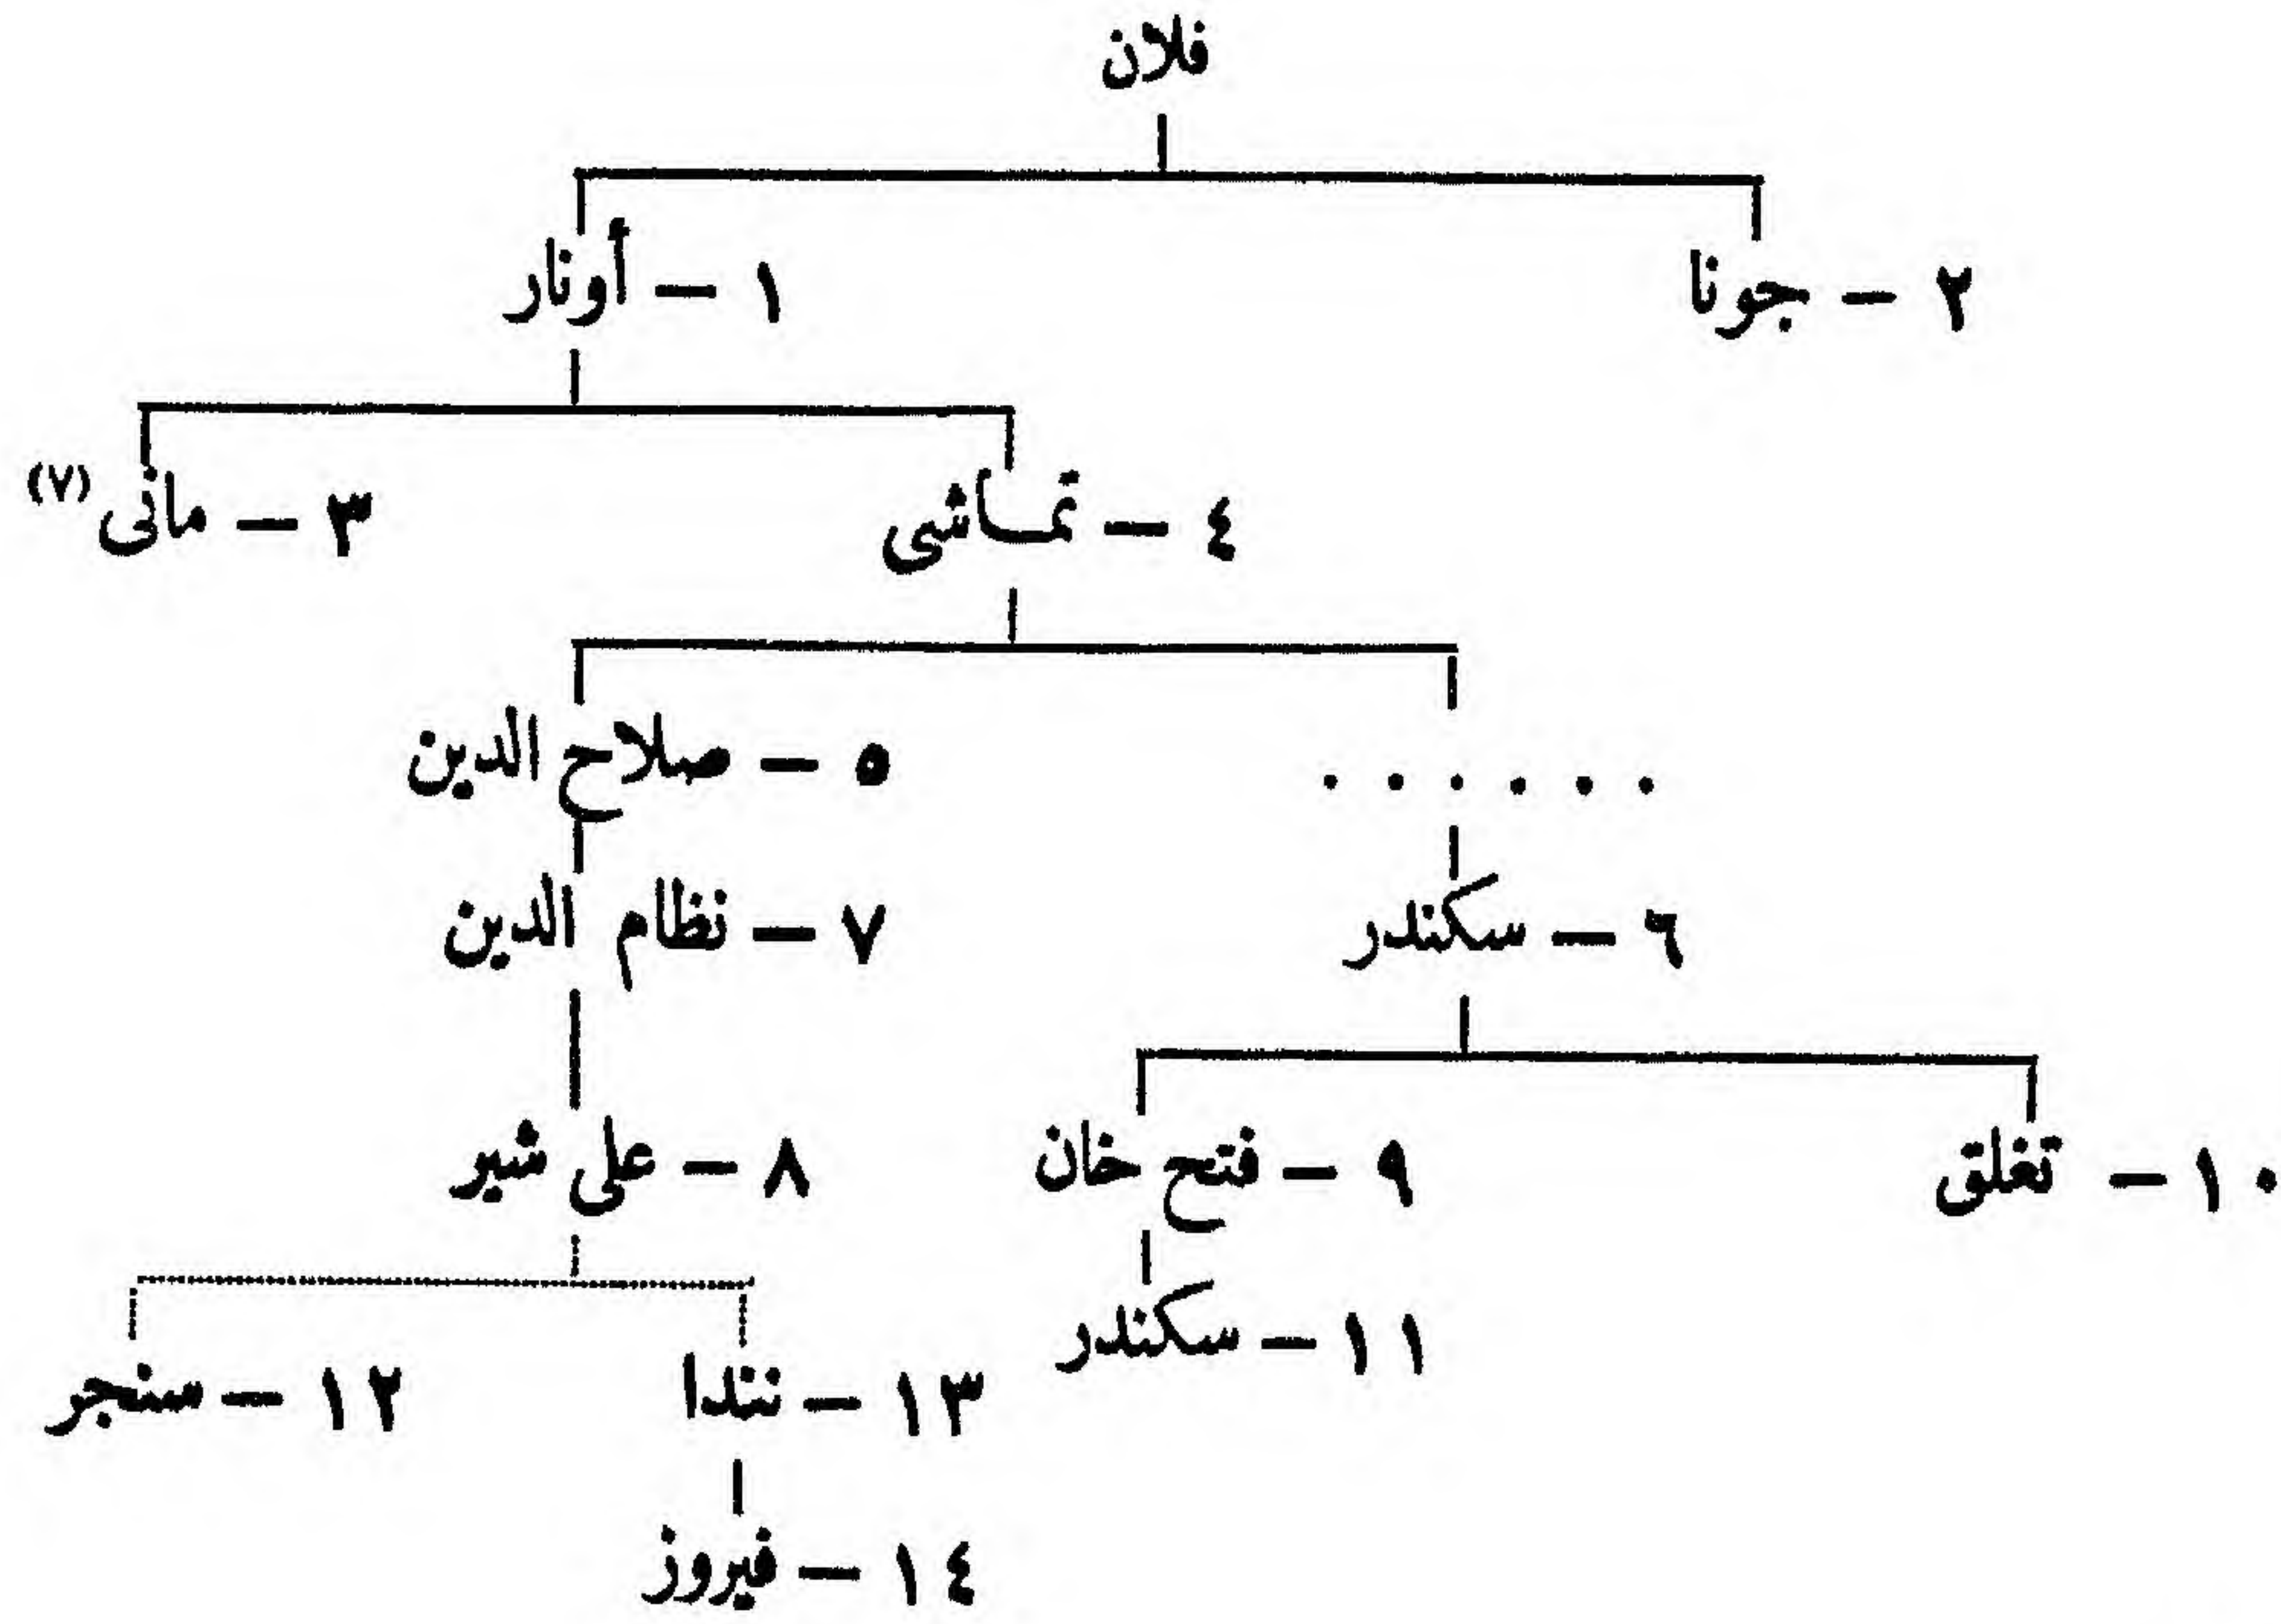 فلان
٢ – جونا
١ – أونار
٤ – تماشى
٣ – مانى (٧)
. . . . . .
٥ – صلاح الدين
٦ – سكندر
٧ – نظام الدين
١٠ – تغلق
٩ – فتح خان
٨ – على شير
١١ – سكندر
١٣ – نندا
١٢ – سنجر
١٤ – فيروز